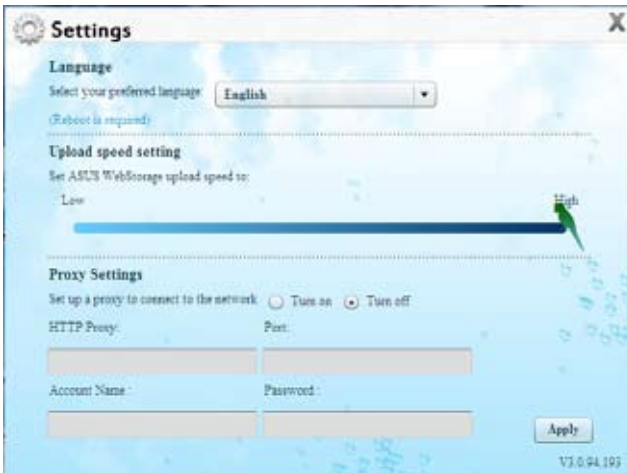 Settings
X
Language
Select your preferred language: English
(Reboot is required)
Upload speed setting
Set ASUS WebStorage upload speed to:
Low High
Proxy Settings
Set up a proxy to connect to the network Turn on Turn off
HTTP Proxy: Port:
Account Name : Password :
Apply
V3.0.94.193